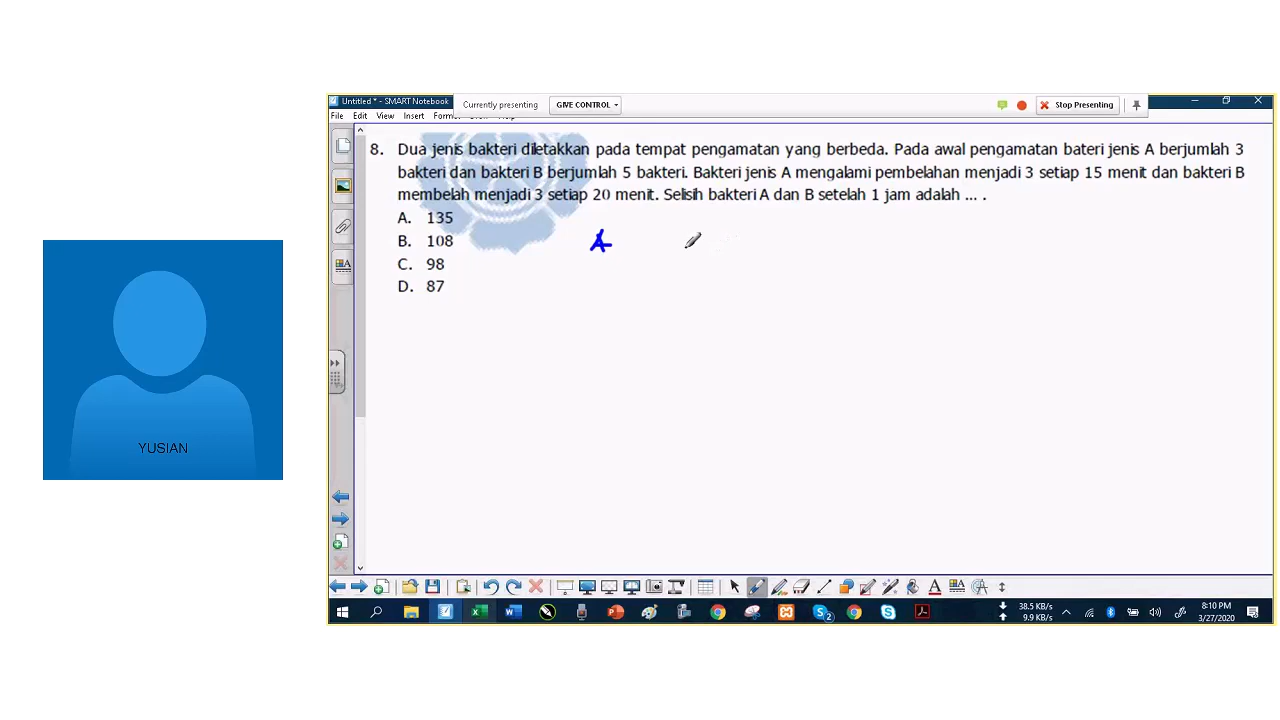 Untitled * - SMART Notebook
Currently presenting
GIVE CONTROL
Stop Presenting
File Edit View Insert Format
8. Dua jenis bakteri diletakkan pada tempat pengamatan yang berbeda. Pada awal pengamatan bateri jenis A berjumlah 3
bakteri dan bakteri B berjumlah 5 bakteri. Bakteri jenis A mengalami pembelahan menjadi 3 setiap 15 menit dan bakteri B
membelah menjadi 3 setiap 20 menit. Selisih bakteri A dan B setelah 1 jam adalah ... .
A. 135
B. 108
C. 98
D. 87
A
YUSIAN
38.5 KB/s
9.9 KB/s
8:10 PM
3/27/2020